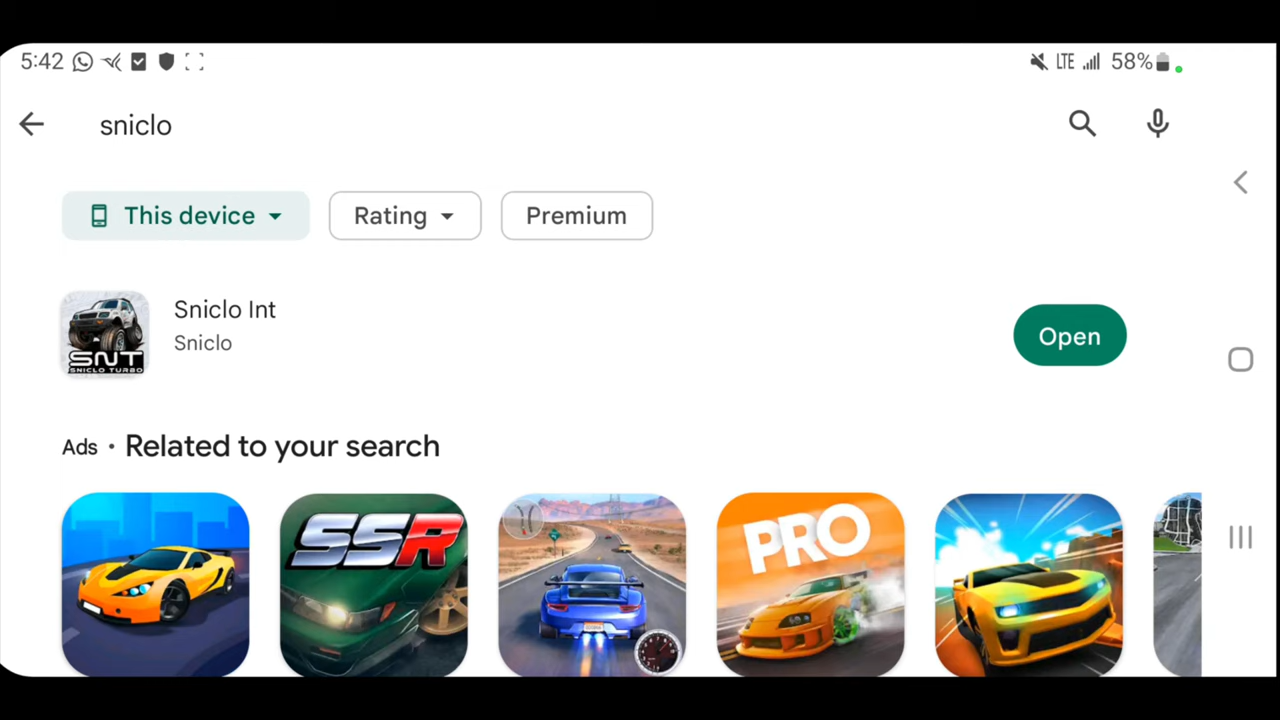 5:42 LTE 58%
sniclo
This device Rating Premium
Sniclo Int
Sniclo
Open
SNT
SNICLO TURBO
Ads • Related to your search
SSR
PRO